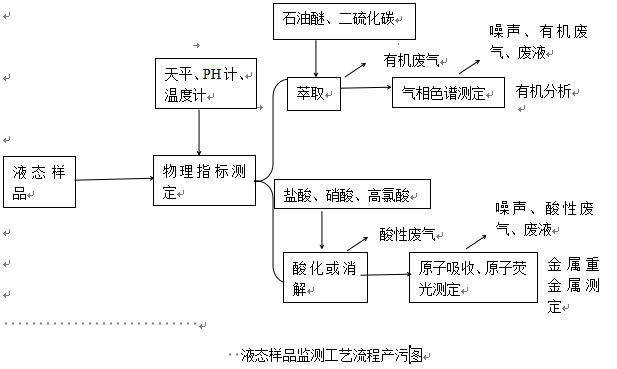 石油醚、二硫化碳
噪声、有机废
气、废液
有机废气
天平、PH计、
温度计
萃取
气相色谱测定
有机分析
液态样
品
物理指标测
定
盐酸、硝酸、高氯酸
噪声、酸性废
气、废液
酸性废气
酸化或消
解
原子吸收、原子荧
光测定
金属重
金属测
定
液态样品监测工艺流程产污图